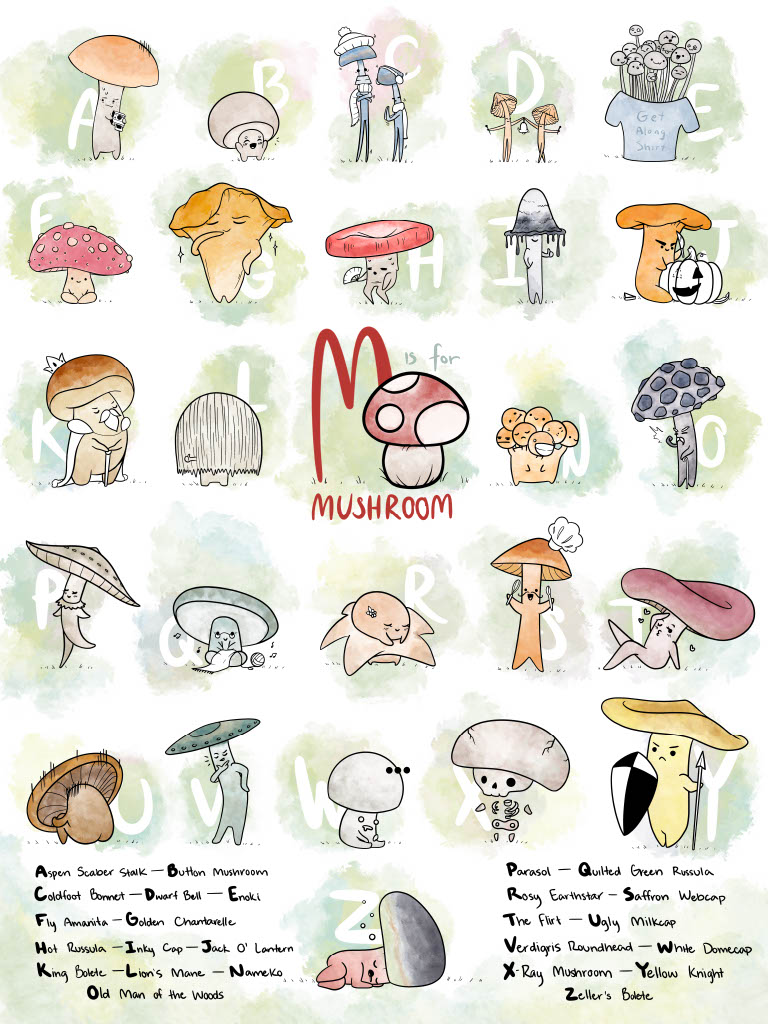 A
B
C
D
E
Get
Along
Shirt
F
G
H
I
J
K
L
M
is for
MUSHROOM
N
O
P
Q
R
S
T
U
V
W
X
Y
Z
Aspen Scaber Stalk — Button Mushroom
Coldfoot Bonnet — Dwarf Bell — Enoki
Fly Amanita — Golden Chantarelle
Hot Russula — Inky Cap — Jack O' Lantern
King Bolete — Lion's Mane — Nameko
Old Man of the Woods
Parasol — Quilted Green Russula
Rosy Earthstar — Saffron Webcap
The Flirt — Ugly Milkcap
Verdigris Roundhead — White Domecap
X-Ray Mushroom — Yellow Knight
Zeller's Bolete